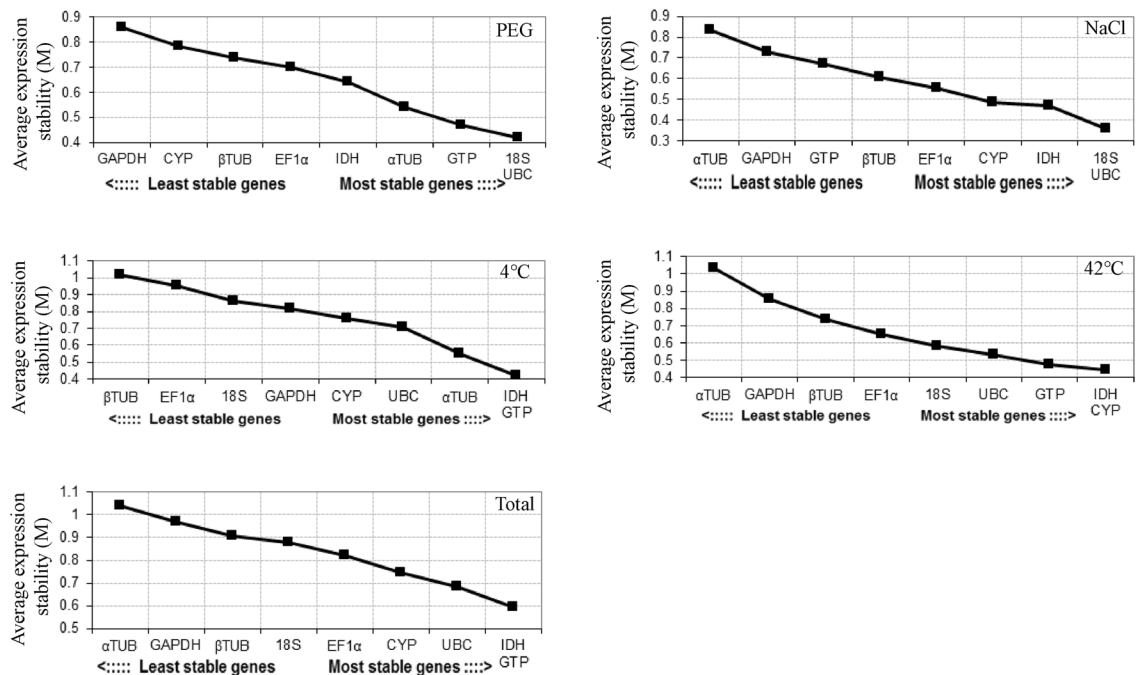 Average expression
stability (M)
0.9
0.8
0.7
0.6
0.5
0.4
PEG
GAPDH CYP βTUB EF1α IDH αTUB GTP 18S
UBC
<::::: Least stable genes Most stable genes ::::>
Average expression
stability (M)
0.9
0.8
0.7
0.6
0.5
0.4
0.3
NaCl
αTUB GAPDH GTP βTUB EF1α CYP IDH 18S
UBC
<::::: Least stable genes Most stable genes ::::>
Average expression
stability (M)
1.1
1
0.9
0.8
0.7
0.6
0.5
0.4
4°C
βTUB EF1α 18S GAPDH CYP UBC αTUB IDH
GTP
<::::: Least stable genes Most stable genes ::::>
Average expression
stability (M)
1.1
1
0.9
0.8
0.7
0.6
0.5
0.4
42°C
αTUB GAPDH βTUB EF1α 18S UBC GTP IDH
CYP
<::::: Least stable genes Most stable genes ::::>
Average expression
stability (M)
1.1
1
0.9
0.8
0.7
0.6
0.5
Total
αTUB GAPDH βTUB 18S EF1α CYP UBC IDH
GTP
<::::: Least stable genes Most stable genes ::::>